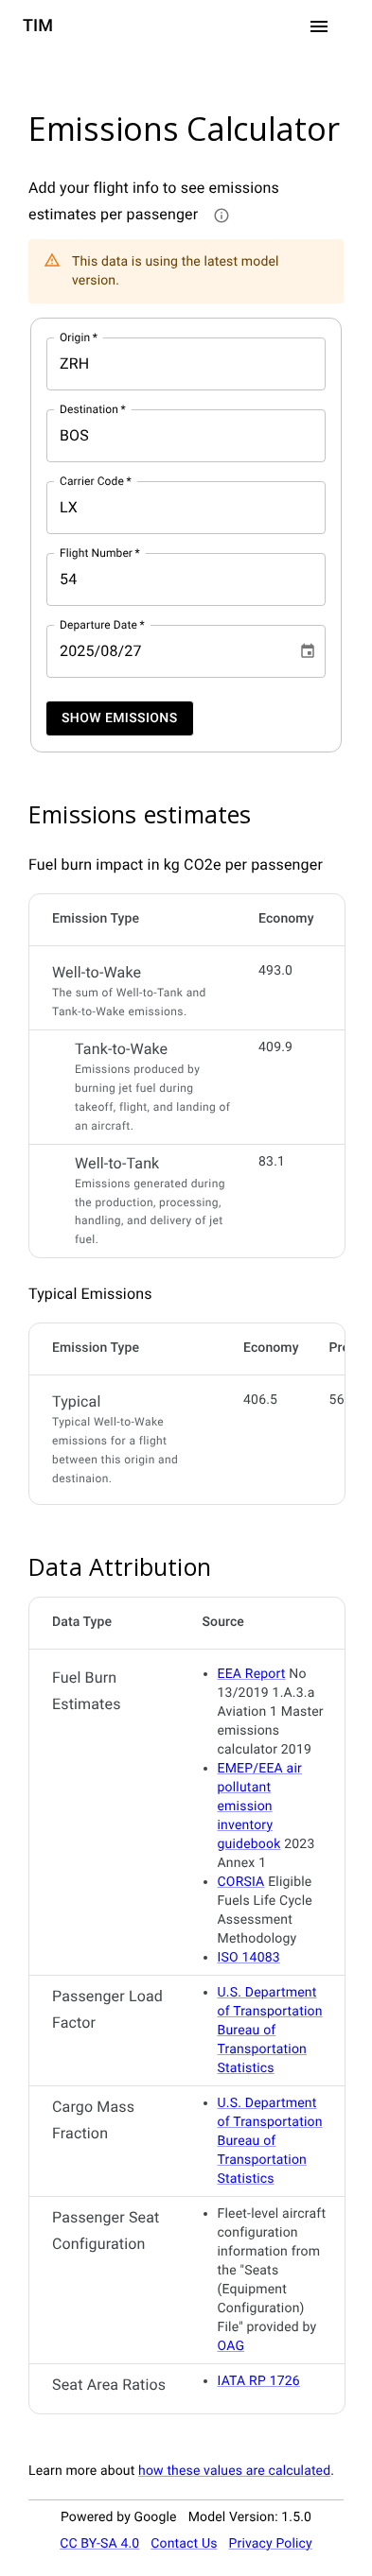 TIM
Emissions Calculator
Add your flight info to see emissions
estimates per passenger
This data is using the latest model
version.
Origin *
ZRH
Destination *
BOS
Carrier Code *
LX
Flight Number *
54
Departure Date *
2025/08/27
SHOW EMISSIONS
Emissions estimates
Fuel burn impact in kg CO2e per passenger
Emission Type Economy
Well-to-Wake 493.0
The sum of Well-to-Tank and
Tank-to-Wake emissions.
Tank-to-Wake 409.9
Emissions produced by
burning jet fuel during
takeoff, flight, and landing of
an aircraft.
Well-to-Tank 83.1
Emissions generated during
the production, processing,
handling, and delivery of jet
fuel.
Typical Emissions
Emission Type Economy Pre
Typical 406.5 56
Typical Well-to-Wake
emissions for a flight
between this origin and
destinaion.
Data Attribution
Data Type Source
Fuel Burn
Estimates
• EEA Report No
13/2019 1.A.3.a
Aviation 1 Master
emissions
calculator 2019
• EMEP/EEA air
pollutant
emission
inventory
guidebook 2023
Annex 1
• CORSIA Eligible
Fuels Life Cycle
Assessment
Methodology
• ISO 14083
Passenger Load
Factor
• U.S. Department
of Transportation
Bureau of
Transportation
Statistics
Cargo Mass
Fraction
• U.S. Department
of Transportation
Bureau of
Transportation
Statistics
Passenger Seat
Configuration
• Fleet-level aircraft
configuration
information from
the "Seats
(Equipment
Configuration)
File" provided by
OAG
Seat Area Ratios
• IATA RP 1726
Learn more about how these values are calculated.
Powered by Google Model Version: 1.5.0
CC BY-SA 4.0 Contact Us Privacy Policy